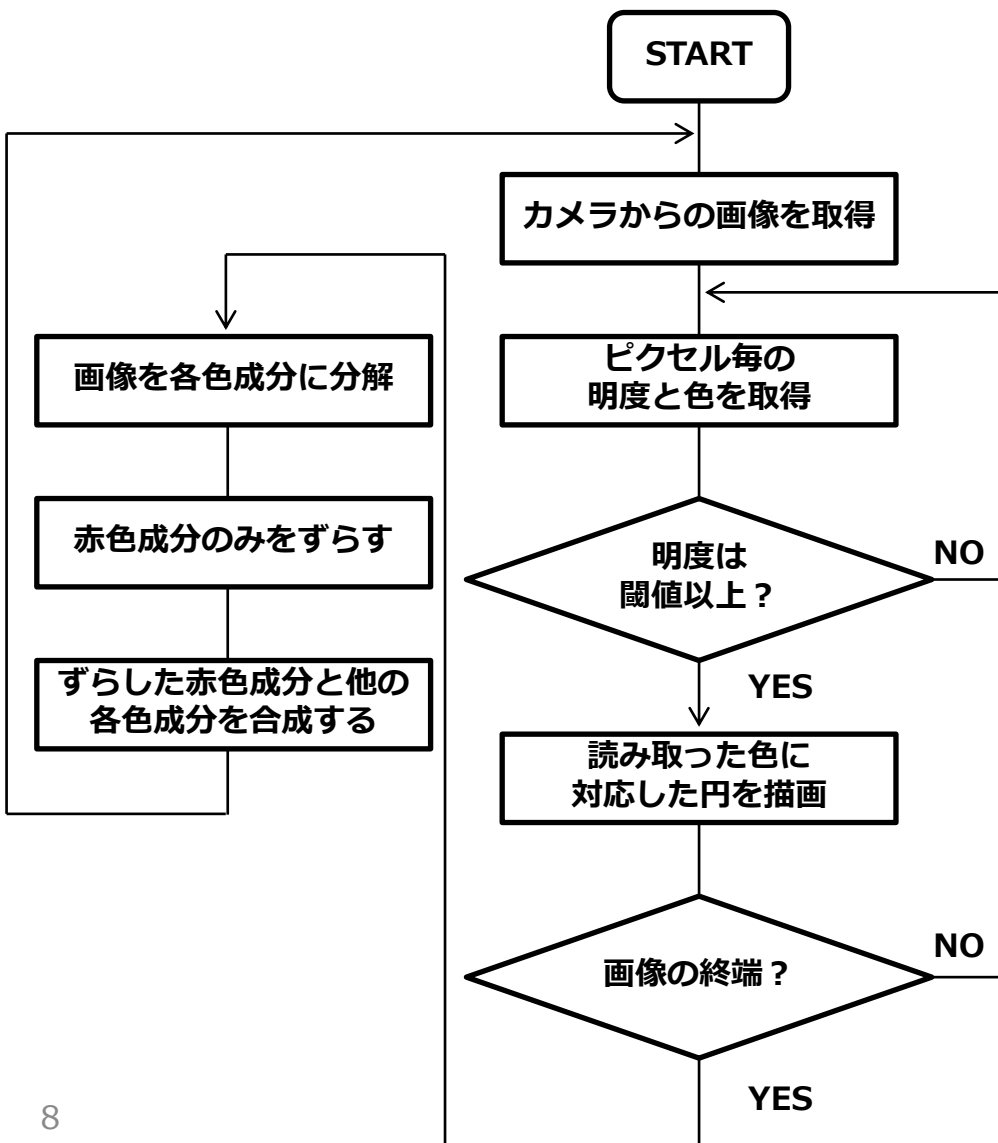 START
カメラからの画像を取得
ピクセル毎の
明度と色を取得
明度は
閾値以上？
NO
YES
読み取った色に
対応した円を描画
画像の終端？
NO
YES
画像を各色成分に分解
赤色成分のみをずらす
ずらした赤色成分と他の
各色成分を合成する
8